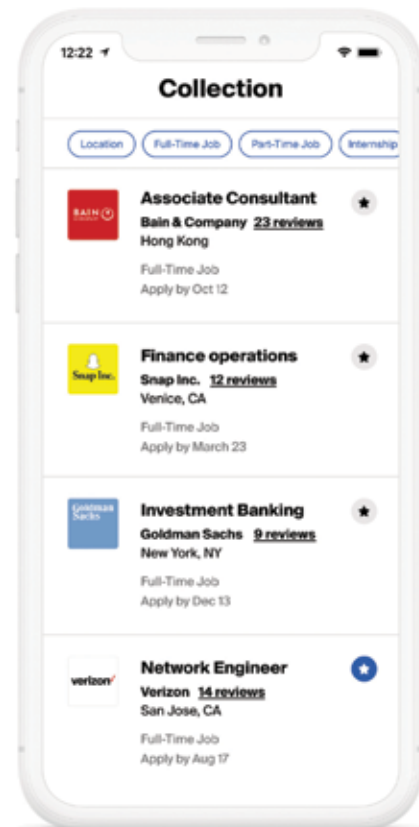 12:22
Collection
Location Full-Time Job Part-Time Job Internship
BAIN
Associate Consultant
Bain & Company 23 reviews
Hong Kong
Full-Time Job
Apply by Oct 12
Snap Inc.
Finance operations
Snap Inc. 12 reviews
Venice, CA
Full-Time Job
Apply by March 23
Goldman
Sachs
Investment Banking
Goldman Sachs 9 reviews
New York, NY
Full-Time Job
Apply by Dec 13
verizon
Network Engineer
Verizon 14 reviews
San Jose, CA
Full-Time Job
Apply by Aug 17